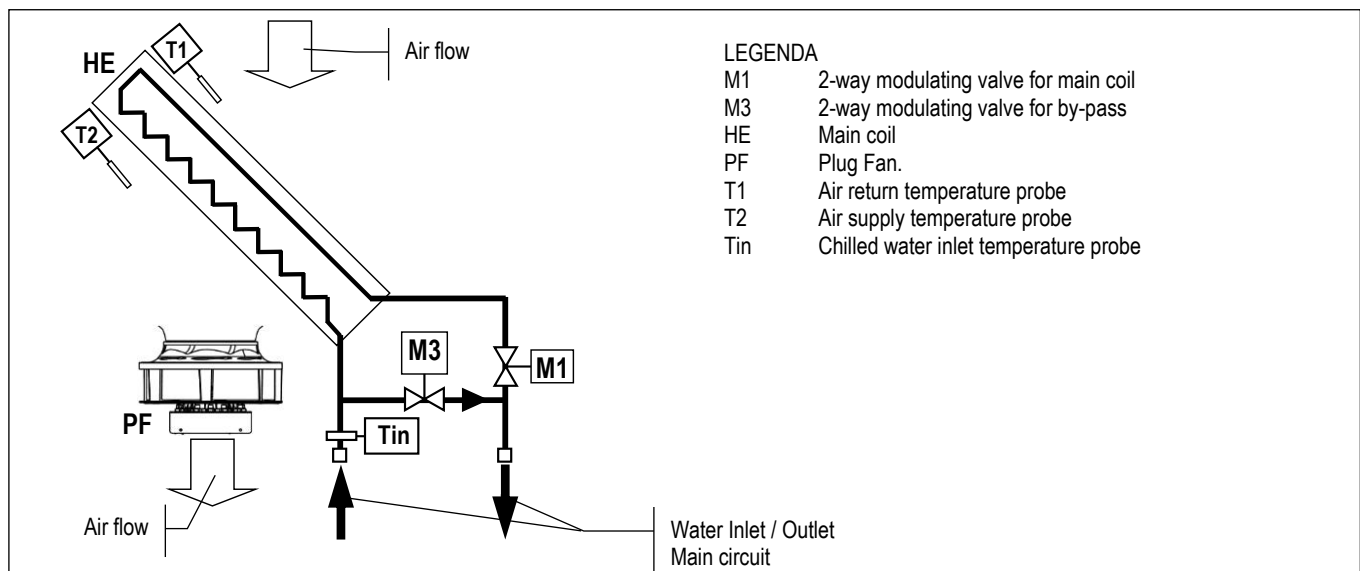 HE
T1
Air flow
T2
M3
M1
PF
Tin
Air flow
Water Inlet / Outlet
Main circuit
LEGENDA
M1 2-way modulating valve for main coil
M3 2-way modulating valve for by-pass
HE Main coil
PF Plug Fan.
T1 Air return temperature probe
T2 Air supply temperature probe
Tin Chilled water inlet temperature probe